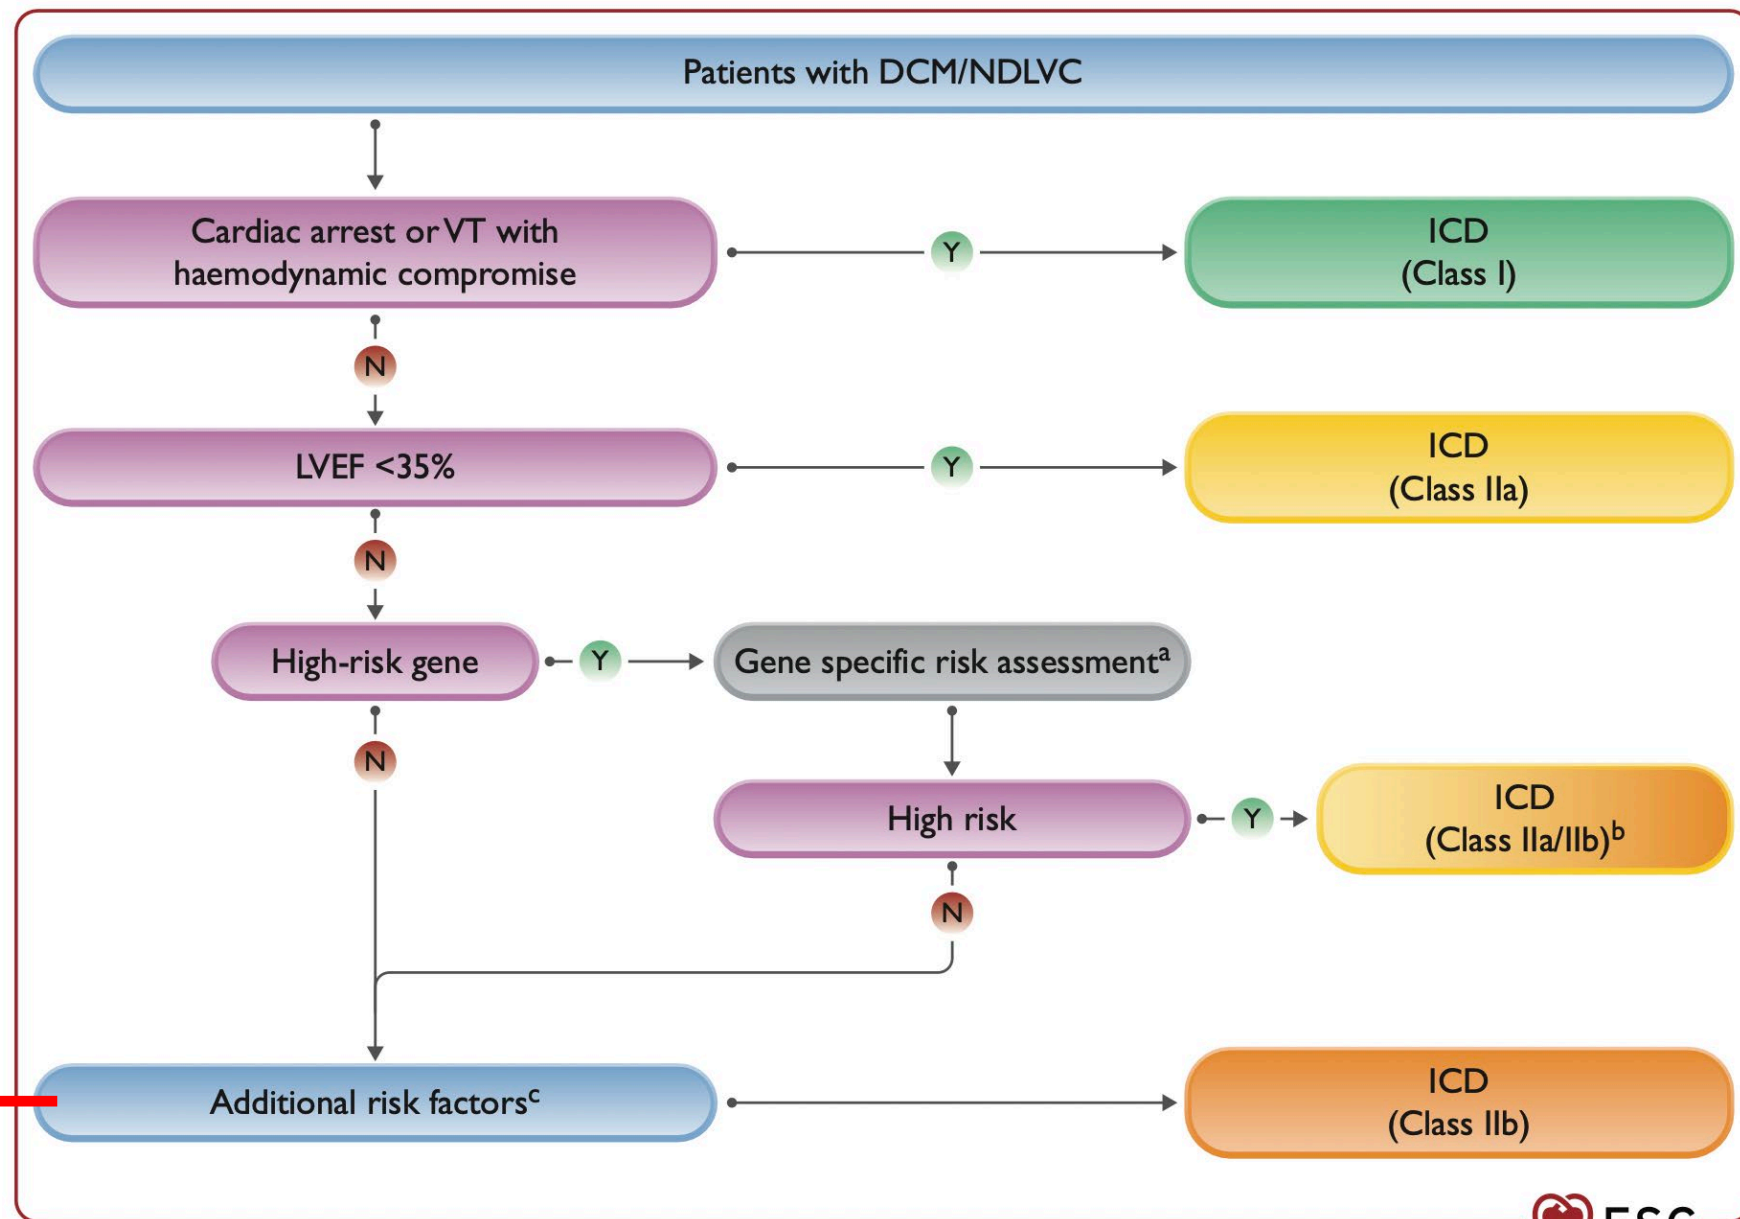 Patients with DCM/NDLVC
Cardiac arrest or VT with
haemodynamic compromise
Y
ICD
(Class I)
N
LVEF <35%
Y
ICD
(Class IIa)
N
High-risk gene
Y
Gene specific risk assessmentᵃ
N
High risk
Y
ICD
(Class IIa/IIb)ᵇ
N
Additional risk factorsᶜ
ICD
(Class IIb)
ESC